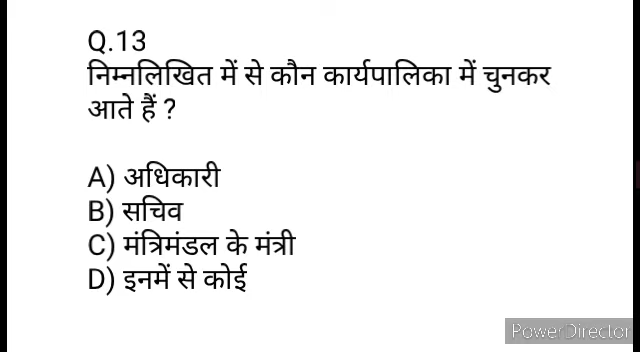 Q.13
निम्नलिखित में से कौन कार्यपालिका में चुनकर
आते हैं ?
A) अधिकारी
B) सचिव
C) मंत्रिमंडल के मंत्री
D) इनमें से कोई
PowerDirector